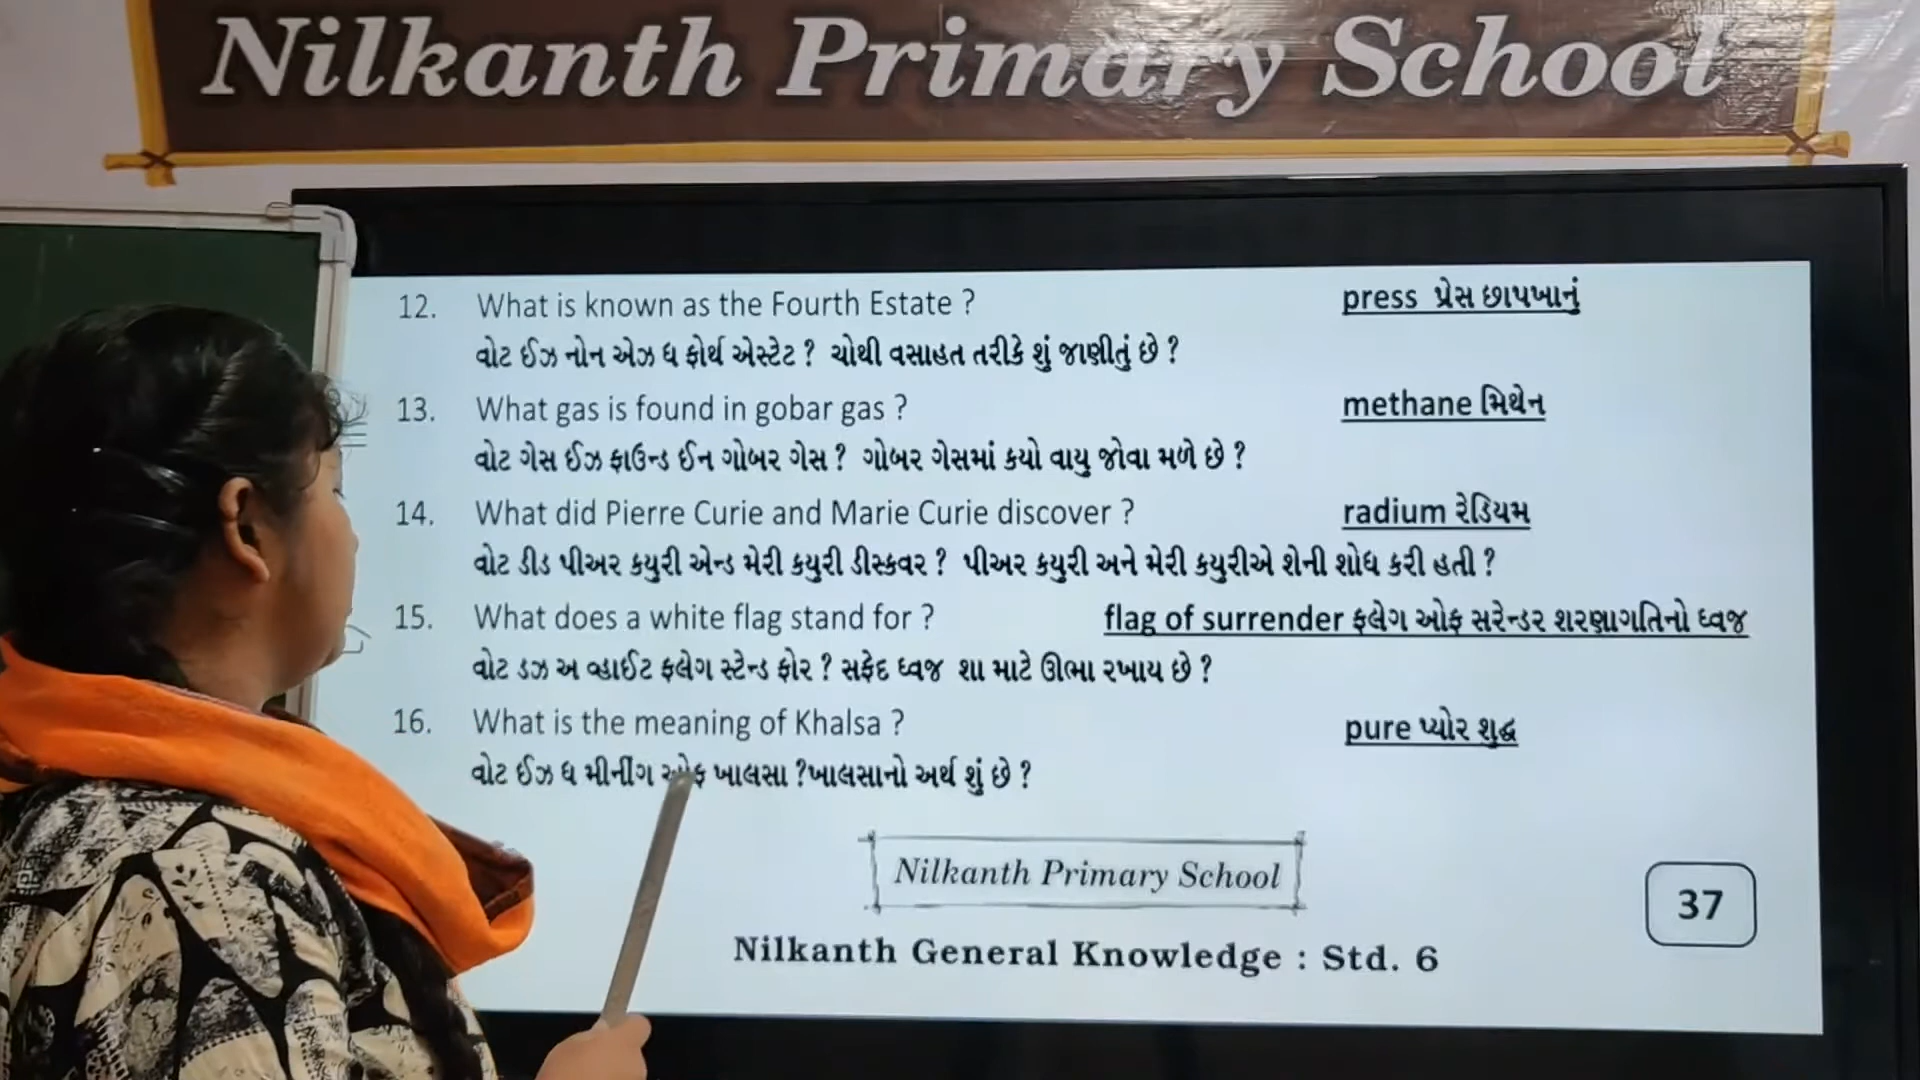 Nilkanth Primary School
12. What is known as the Fourth Estate ? press પ્રેસ છાપખાનું
વોટ ઈઝ નોન એઝ ધ ફોર્થ એસ્ટેટ ? ચોથી વસાહત તરીકે શું જાણીતું છે ?
13. What gas is found in gobar gas ? methane મિથેન
વોટ ગેસ ઈઝ ફાઉન્ડ ઈન ગોબર ગેસ ? ગોબર ગેસમાં કયો વાયુ જોવા મળે છે ?
14. What did Pierre Curie and Marie Curie discover ? radium રેડિયમ
વોટ ડીડ પીઅર કયુરી એન્ડ મેરી કયુરી ડીસ્કવર ? પીઅર કયુરી અને મેરી કયુરીએ શેની શોધ કરી હતી ?
15. What does a white flag stand for ? flag of surrender ફલેગ ઓફ સરેન્ડર શરણાગતિનો ધ્વજ
વોટ ડઝ અ વ્હાઈટ ફલેગ સ્ટેન્ડ ફોર ? સફેદ ધ્વજ શા માટે ઊભા રખાય છે ?
16. What is the meaning of Khalsa ? pure પ્યોર શુદ્ધ
વોટ ઈઝ ધ મીનીંગ ઓફ ખાલસા ?ખાલસાનો અર્થ શું છે ?
Nilkanth Primary School
37
Nilkanth General Knowledge : Std. 6